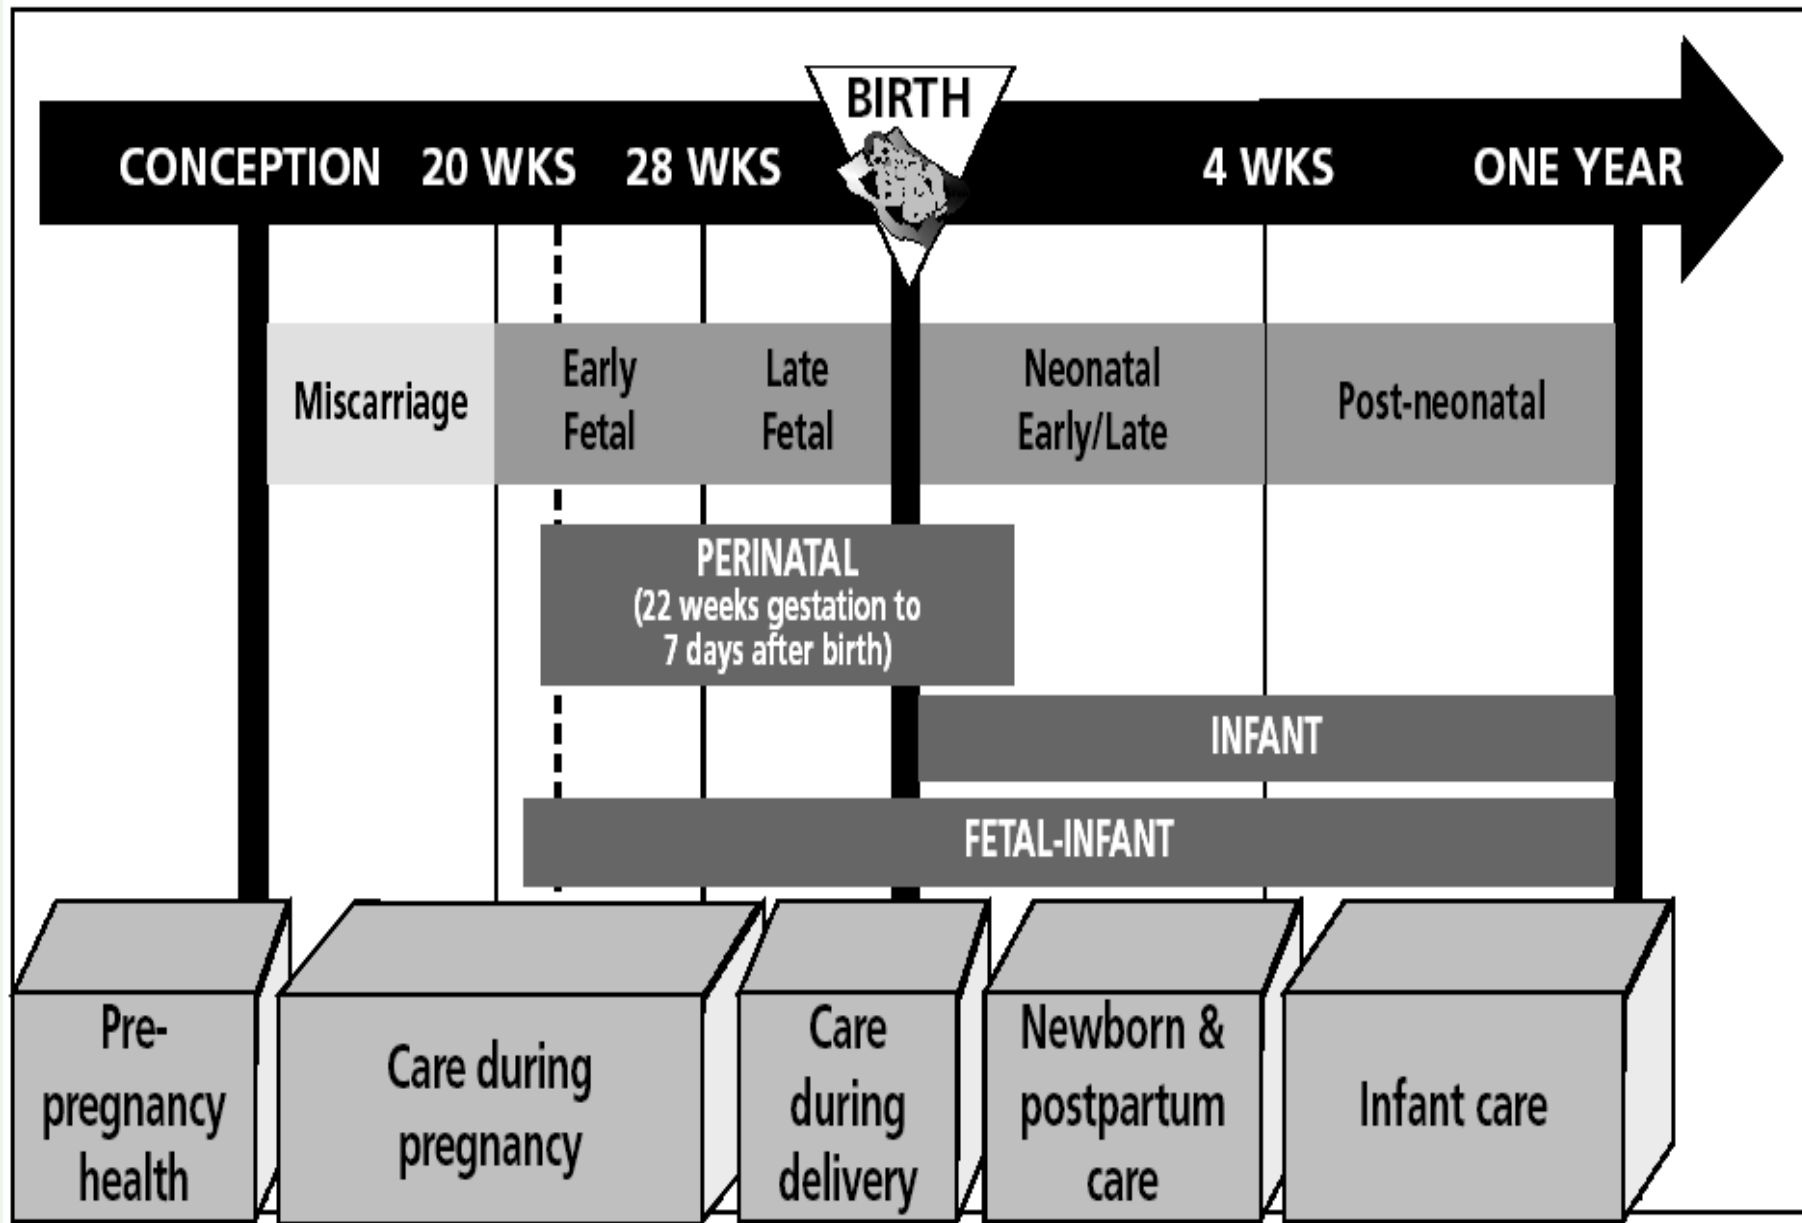 BIRTH
CONCEPTION 20 WKS 28 WKS 4 WKS ONE YEAR
Miscarriage
Early
Fetal
Late
Fetal
Neonatal
Early/Late
Post-neonatal
PERINATAL
(22 weeks gestation to
7 days after birth)
INFANT
FETAL-INFANT
Pre-
pregnancy
health
Care during
pregnancy
Care
during
delivery
Newborn &
postpartum
care
Infant care